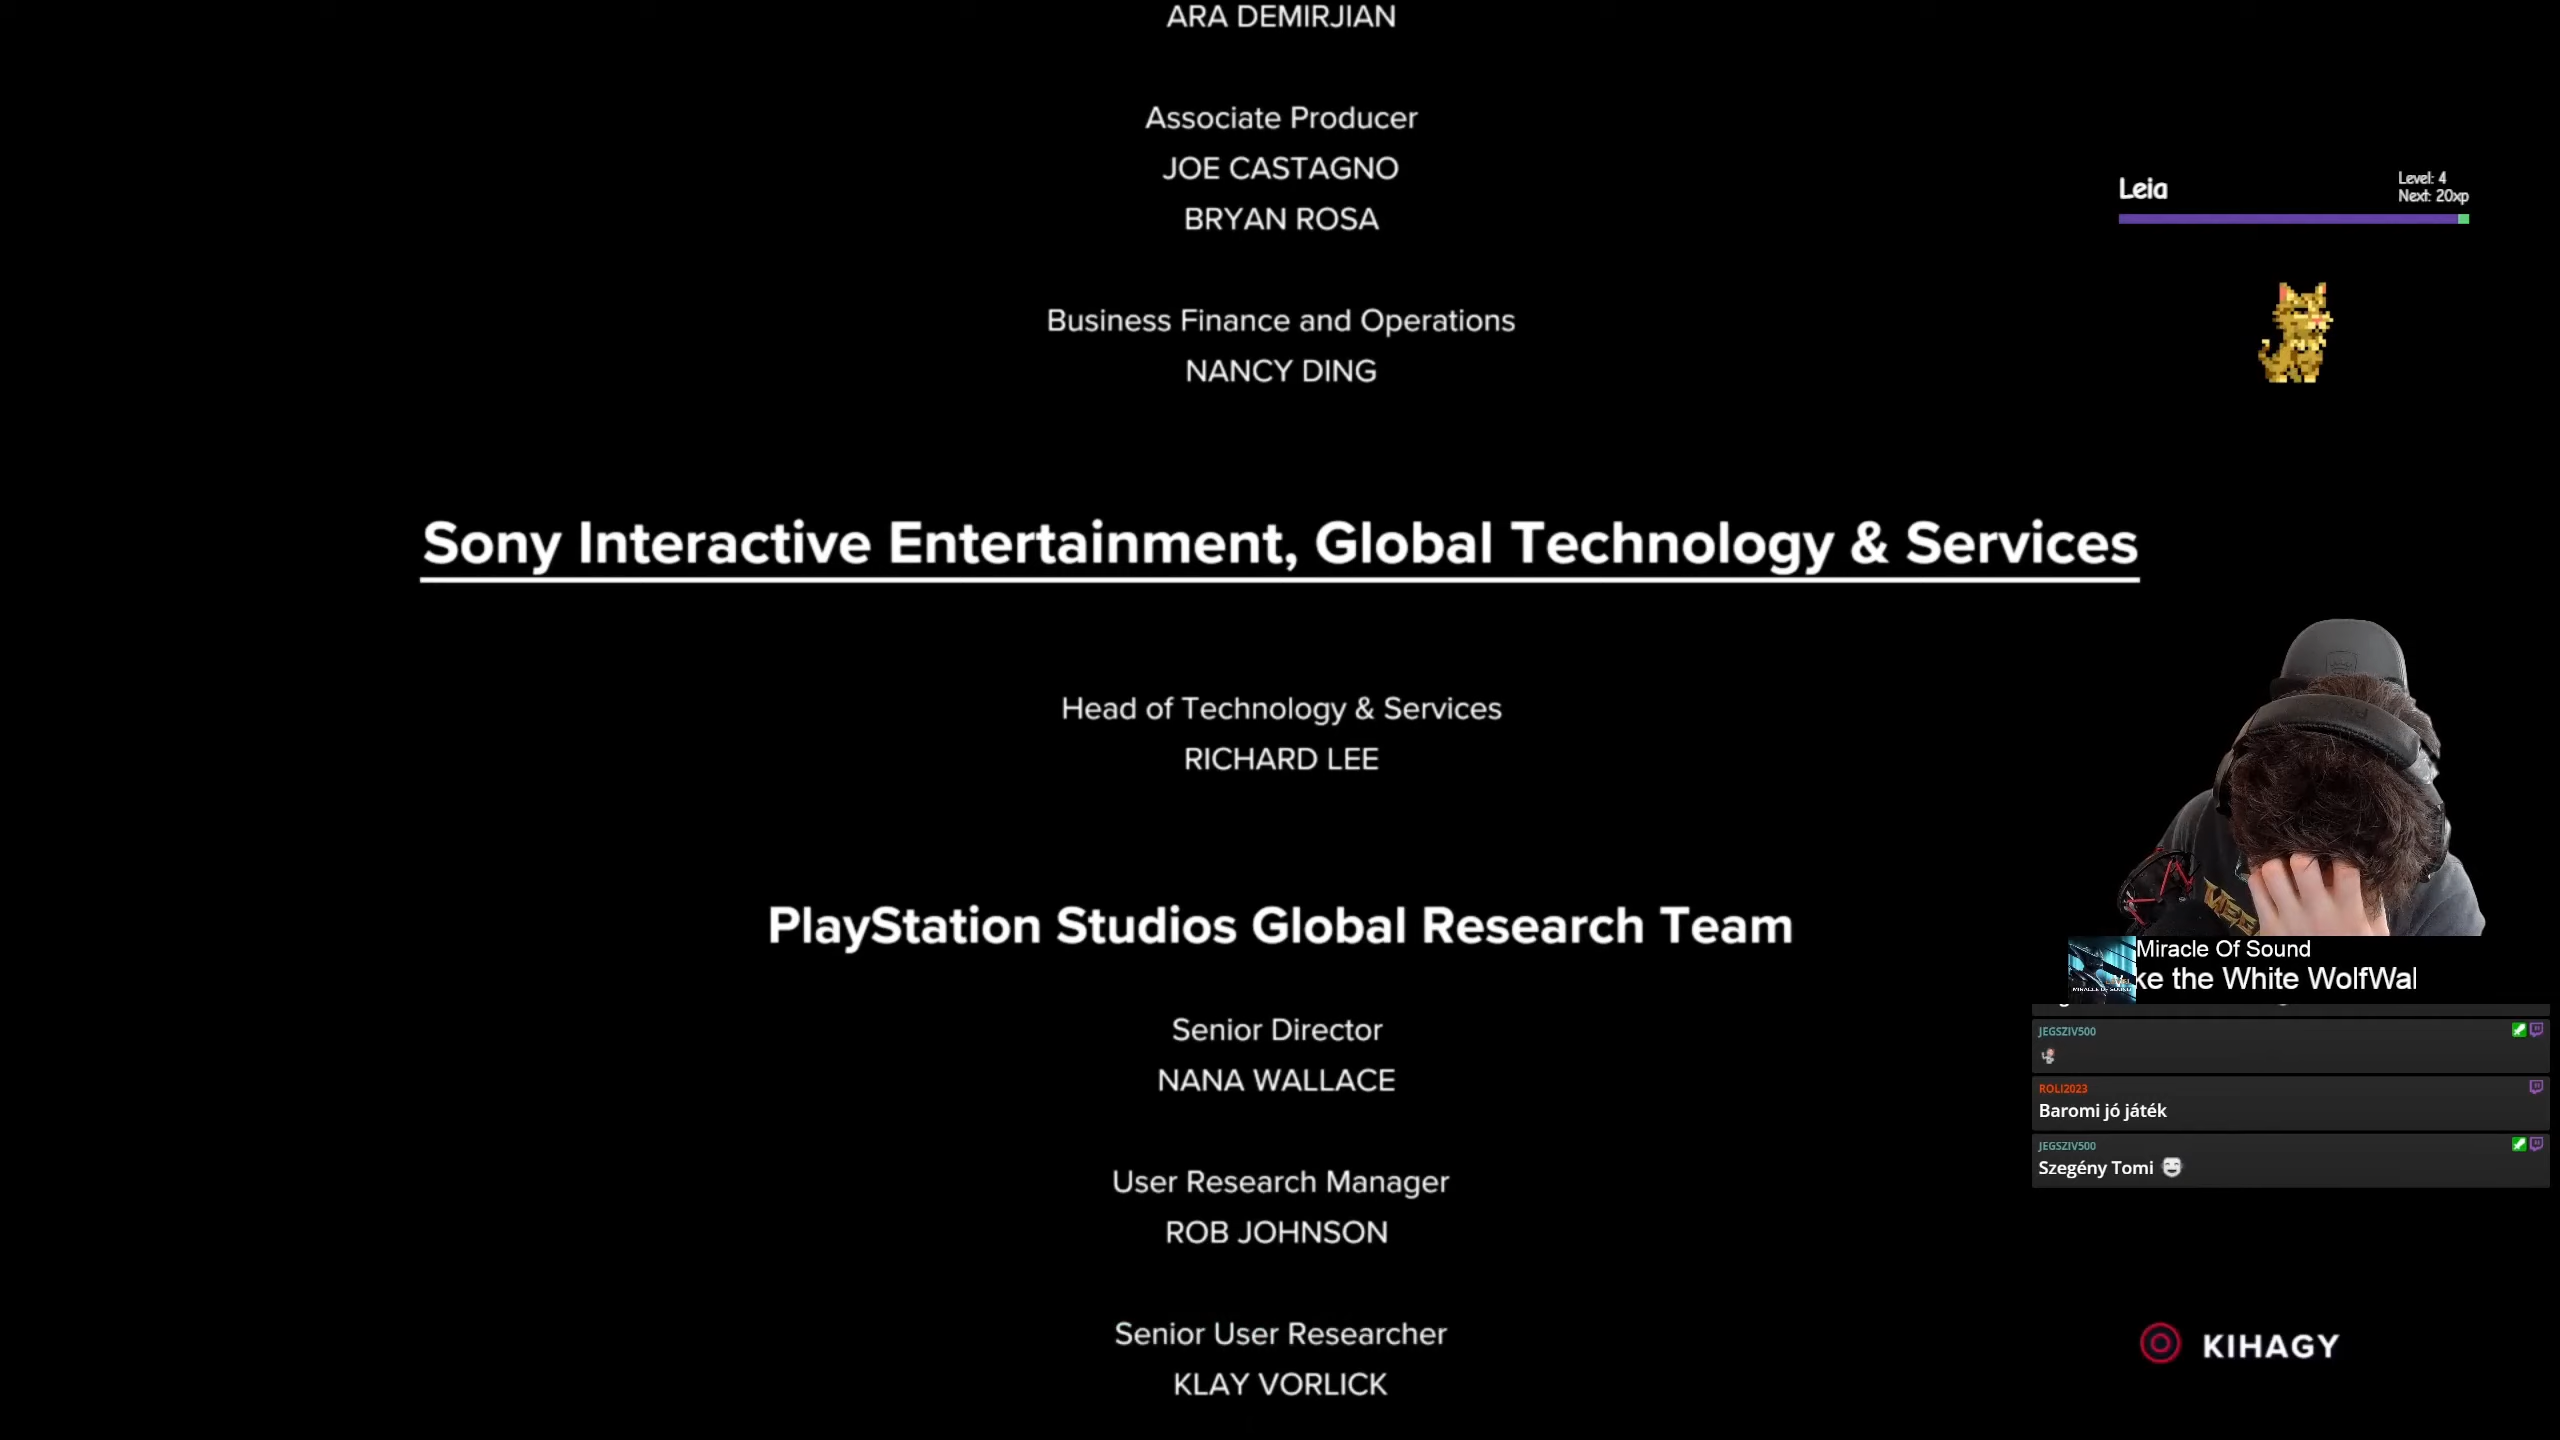 ARA DEMIRJIAN
Associate Producer
JOE CASTAGNO
BRYAN ROSA
Business Finance and Operations
NANCY DING
Leia
Level: 4
Next: 20xp
Sony Interactive Entertainment, Global Technology & Services
Head of Technology & Services
RICHARD LEE
PlayStation Studios Global Research Team
Senior Director
NANA WALLACE
User Research Manager
ROB JOHNSON
Senior User Researcher
KLAY VORLICK
Miracle Of Sound
ke the White WolfWal
JEGSZIV500
ROLI2023
Baromi jó játék
JEGSZIV500
Szegény Tomi
KIHAGY